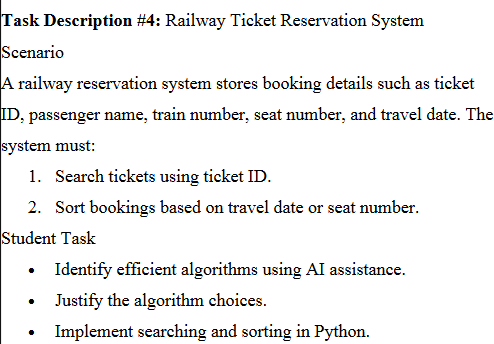 Task Description #4: Railway Ticket Reservation System
Scenario
A railway reservation system stores booking details such as ticket
ID, passenger name, train number, seat number, and travel date. The
system must:
1. Search tickets using ticket ID.
2. Sort bookings based on travel date or seat number.
Student Task
• Identify efficient algorithms using AI assistance.
• Justify the algorithm choices.
• Implement searching and sorting in Python.